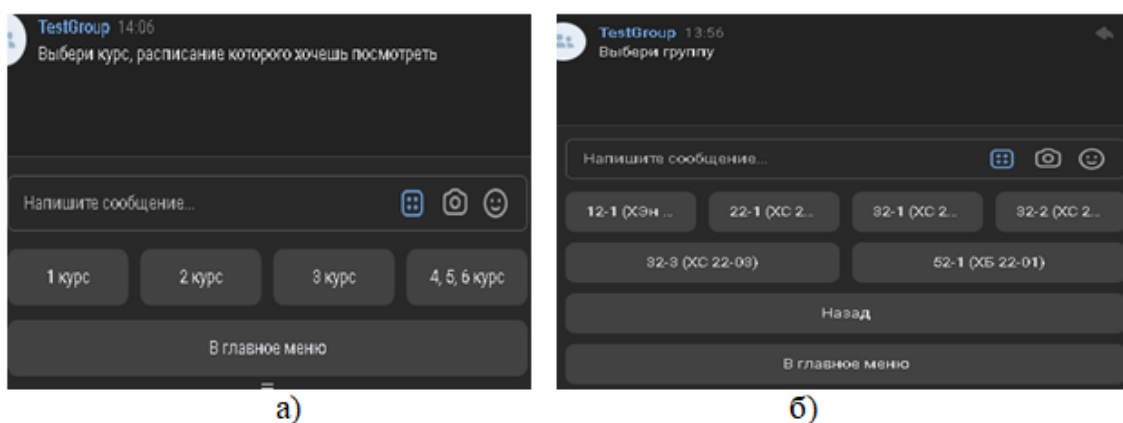 TestGroup 14:06
Выбери курс, расписание которого хочешь посмотреть
Напишите сообщение...
1 курс 2 курс 3 курс 4, 5, 6 курс
В главное меню
а)
TestGroup 13:56
Выбери группу
Напишите сообщение...
12-1 (ХЭн ... 22-1 (ХС 2... 32-1 (ХС 2... 32-2 (ХС 2...
32-3 (ХС 22-03) 52-1 (ХБ 22-01)
Назад
В главное меню
б)